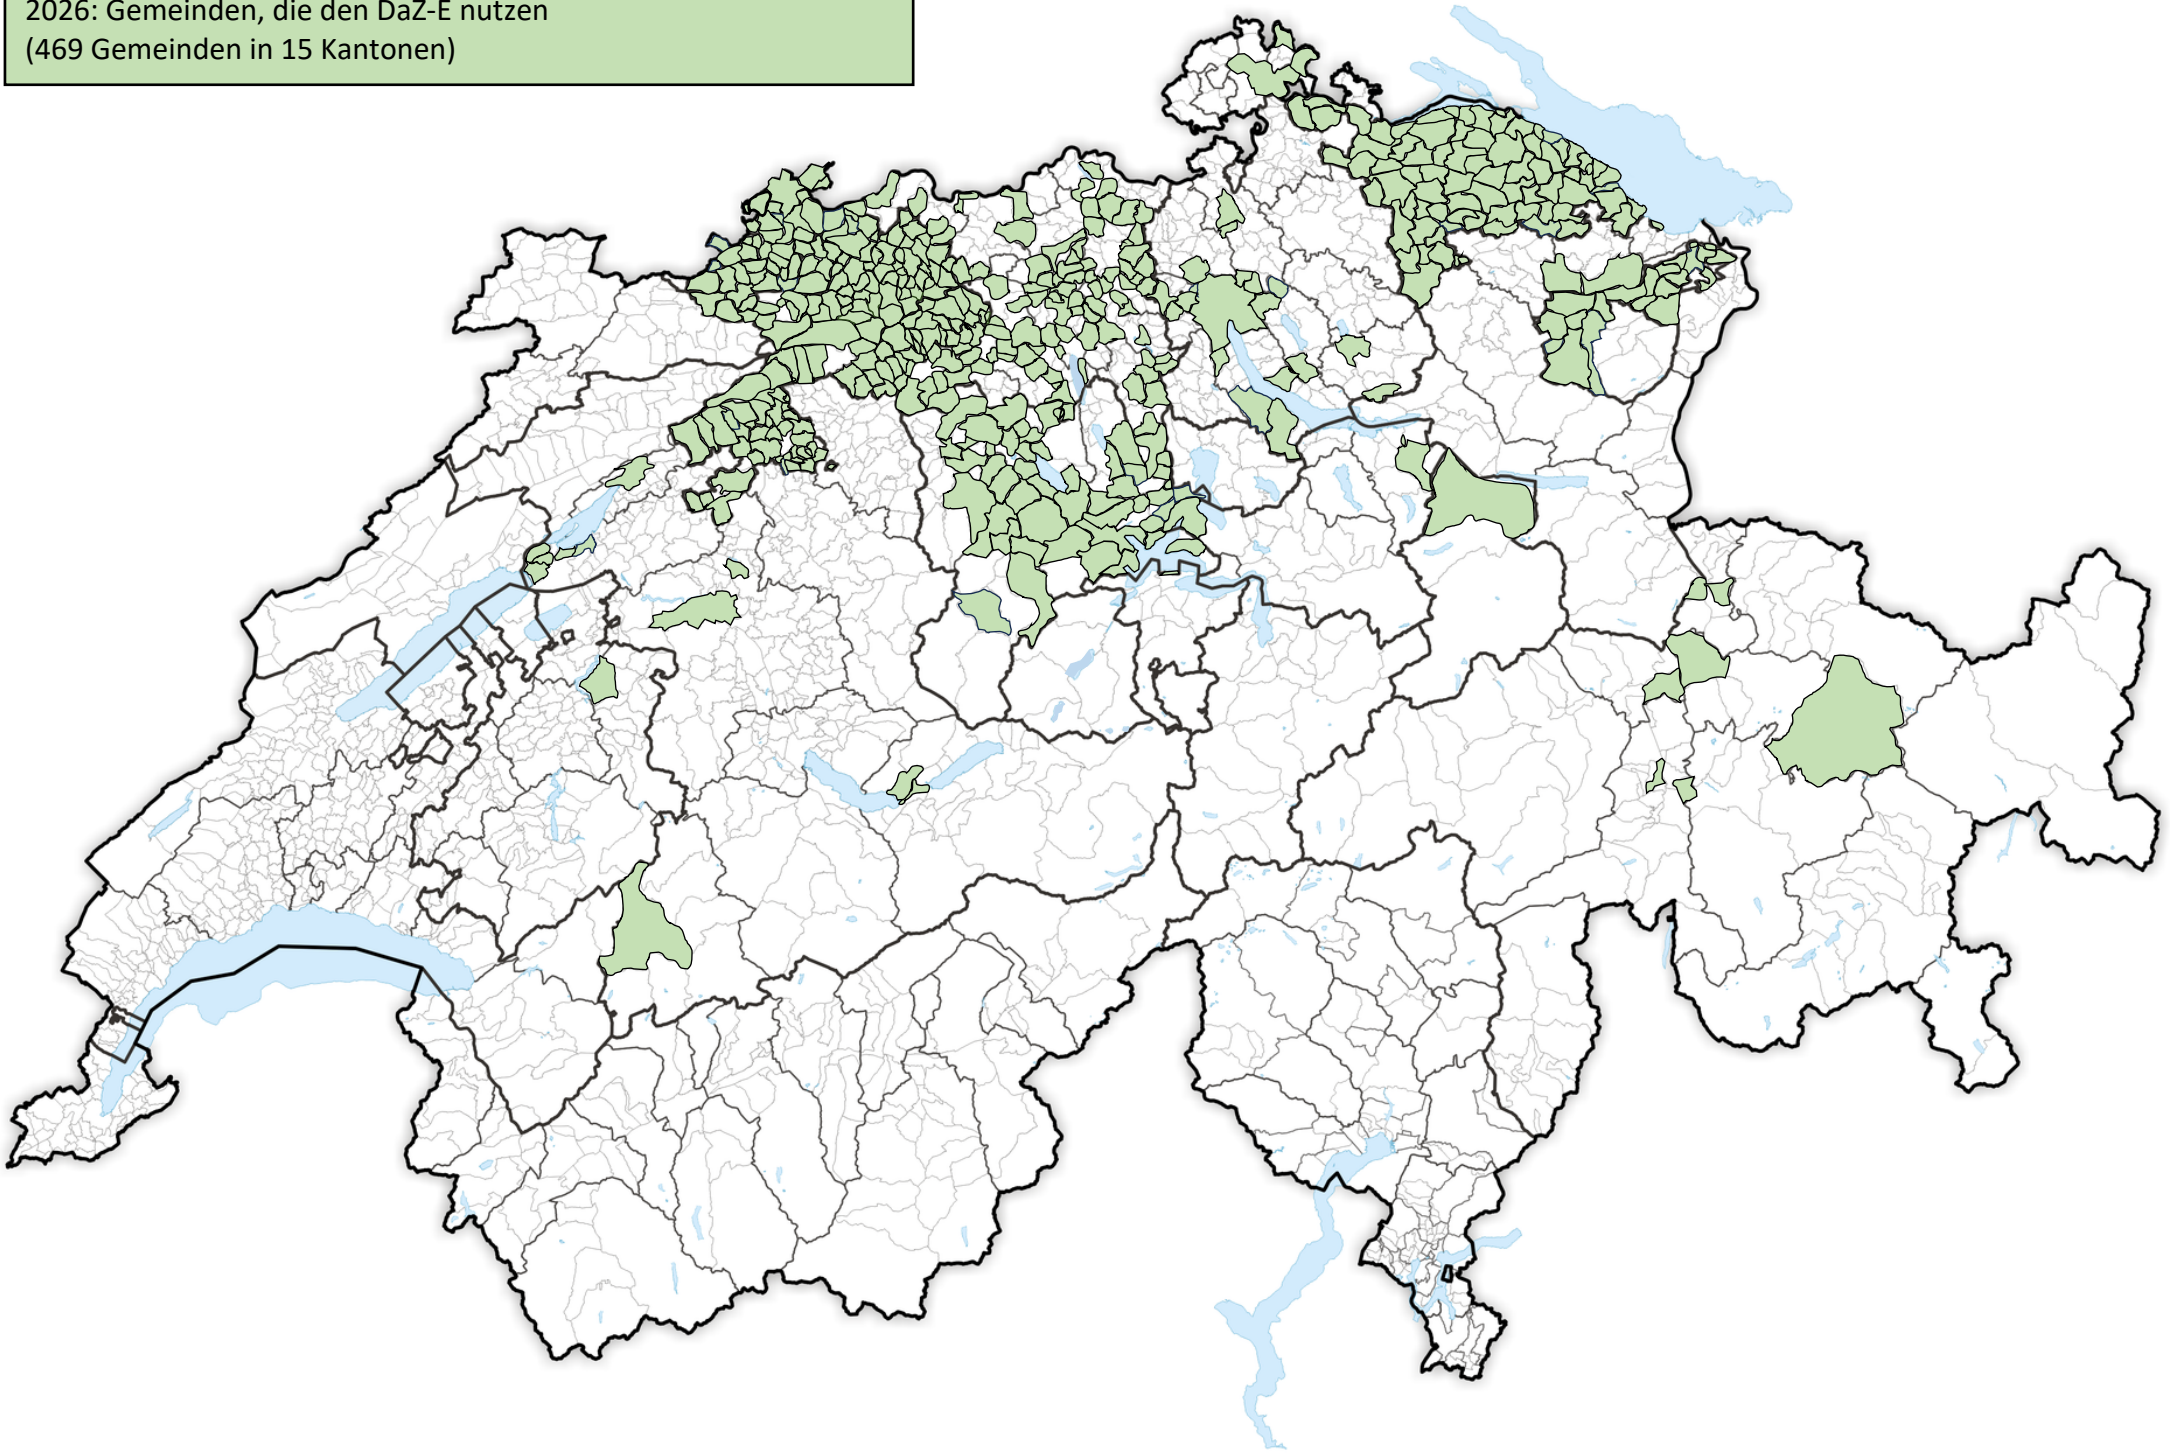 2026: Gemeinden, die den DaZ-E nutzen
(469 Gemeinden in 15 Kantonen)